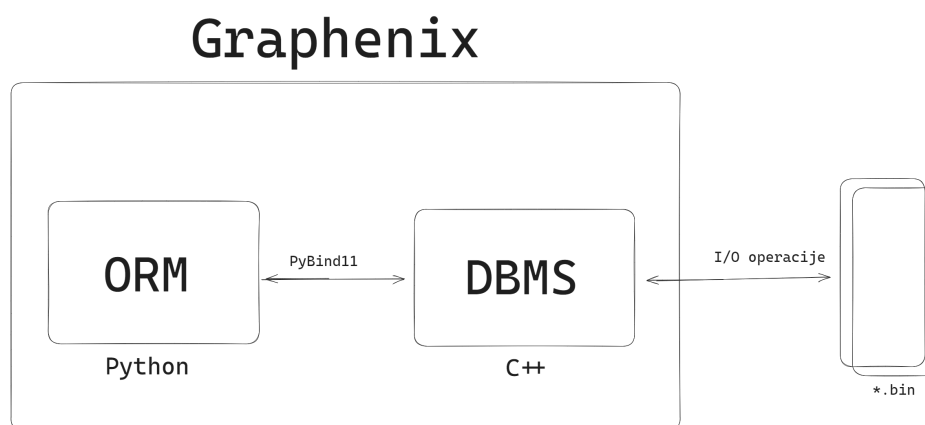 Graphenix
ORM
PyBind11
DBMS
I/O operacije
Python
C++
*.bin